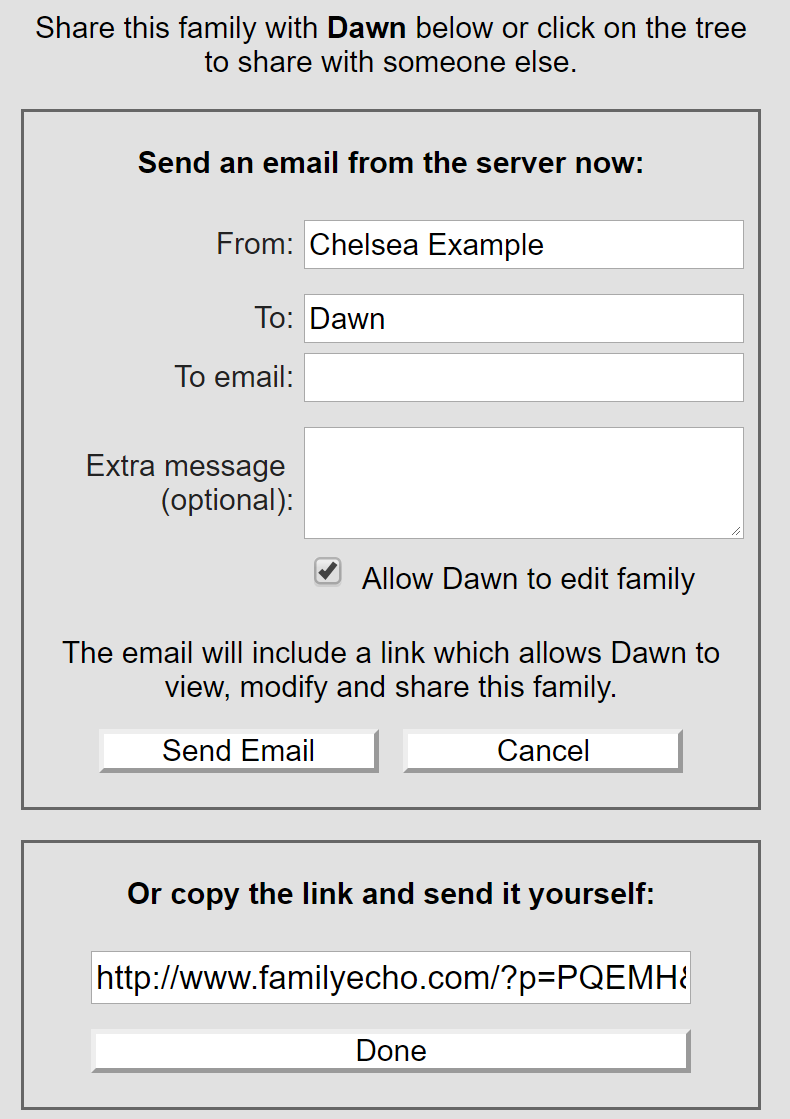 Share this family with Dawn below or click on the tree
to share with someone else.
Send an email from the server now:
From: Chelsea Example
To: Dawn
To email:
Extra message
(optional):
Allow Dawn to edit family
The email will include a link which allows Dawn to
view, modify and share this family.
Send Email Cancel
Or copy the link and send it yourself:
http://www.familyecho.com/?p=PQEMH&
Done